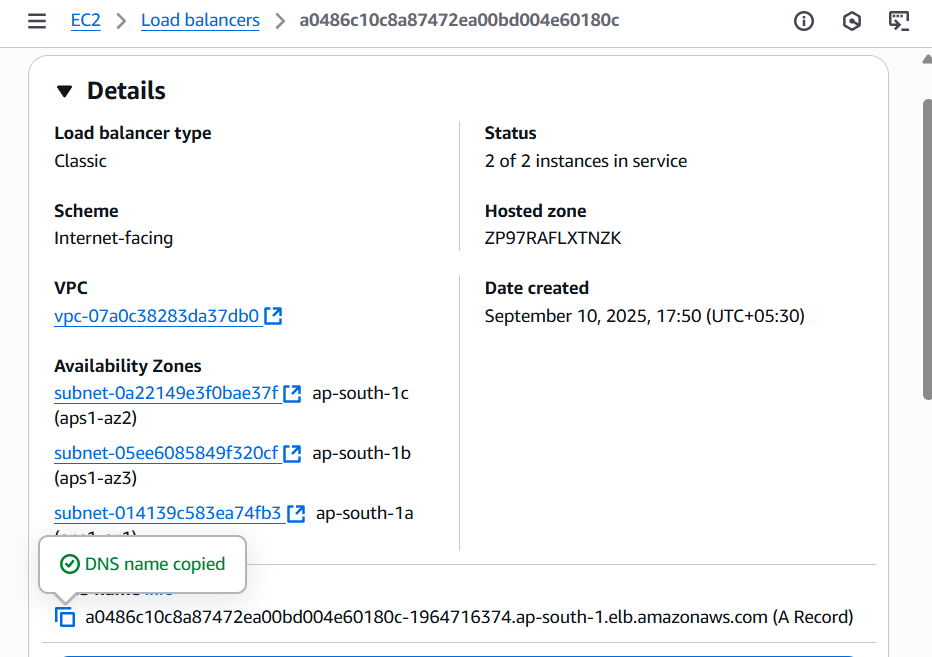 EC2 > Load balancers > a0486c10c8a87472ea00bd004e60180c
Details
Load balancer type
Classic
Status
2 of 2 instances in service
Scheme
Internet-facing
Hosted zone
ZP97RAFLXTNZK
VPC
vpc-07a0c38283da37db0
Date created
September 10, 2025, 17:50 (UTC+05:30)
Availability Zones
subnet-0a22149e3f0bae37f ap-south-1c
(aps1-az2)
subnet-05ee6085849f320cf ap-south-1b
(aps1-az3)
subnet-014139c583ea74fb3 ap-south-1a
DNS name copied
a0486c10c8a87472ea00bd004e60180c-1964716374.ap-south-1.elb.amazonaws.com (A Record)